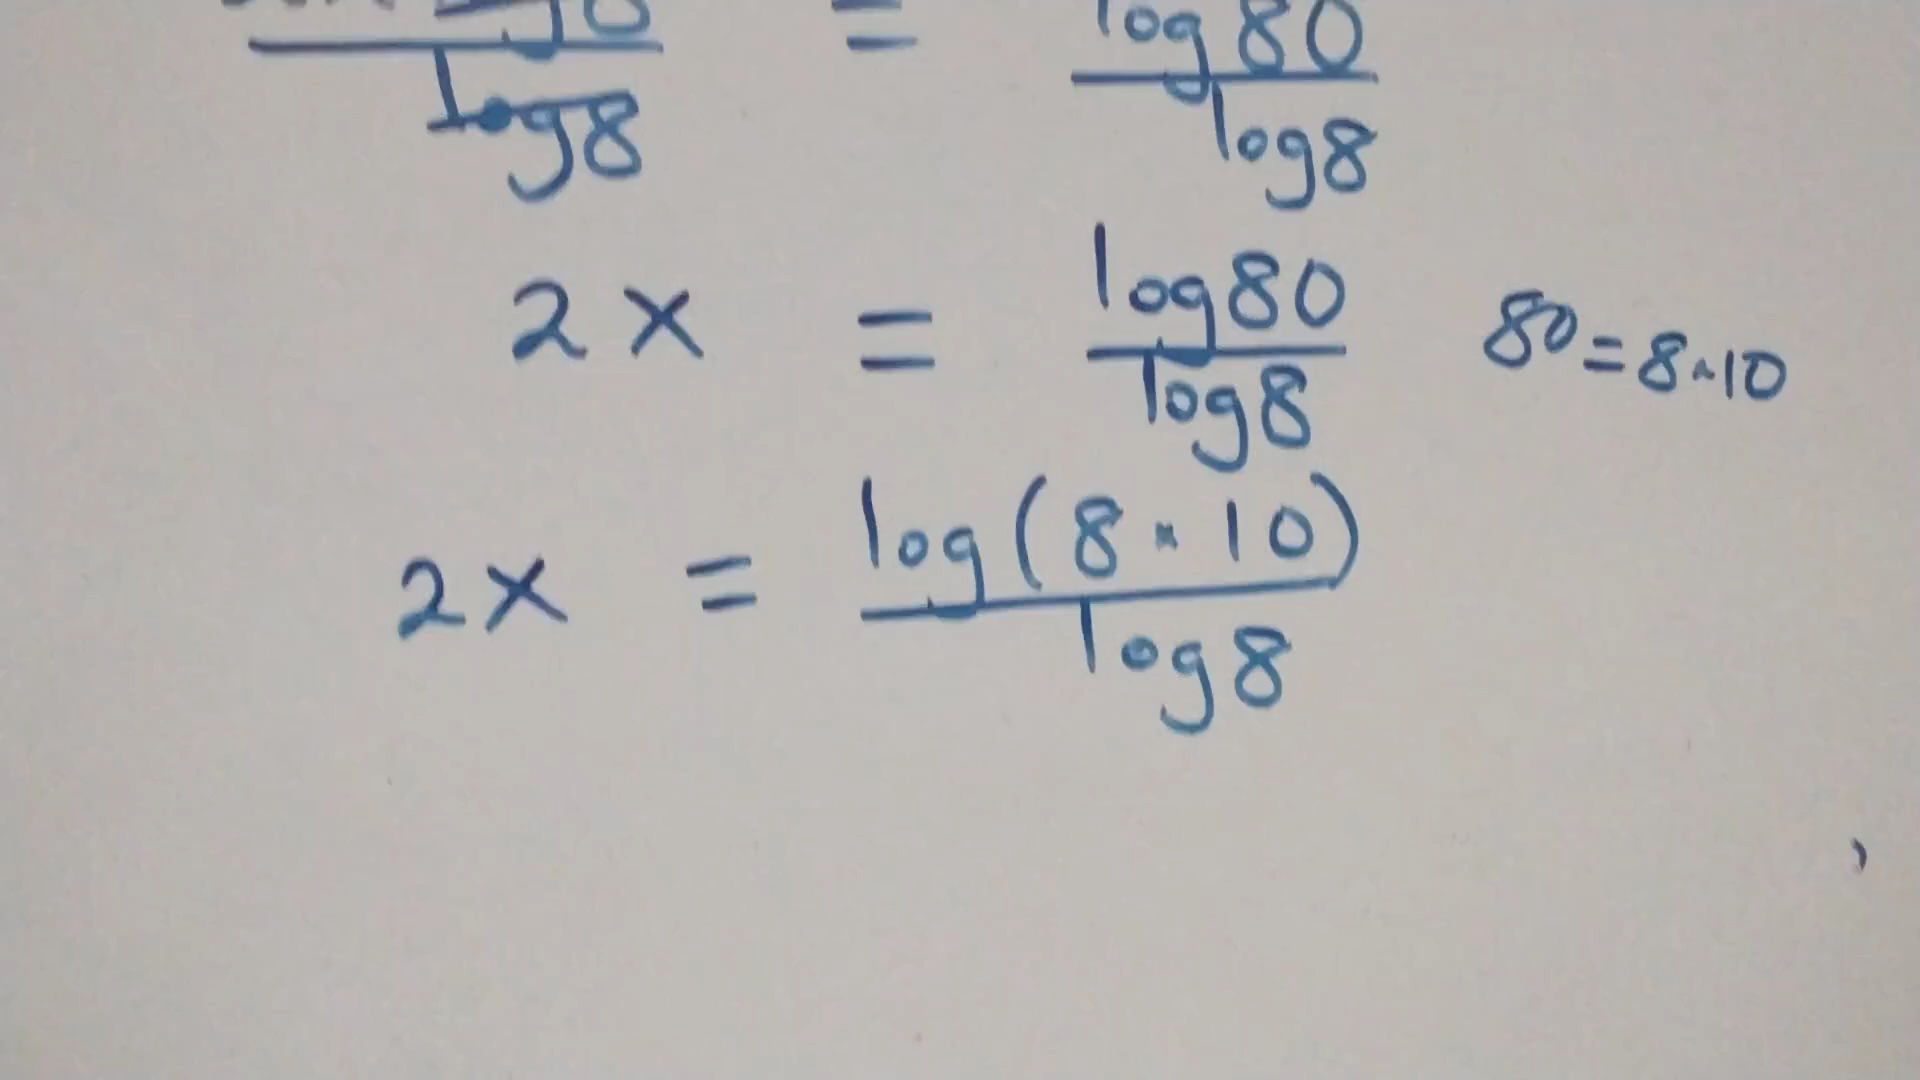 log8 = log80 / log8
2x = log80 / log8 80 = 8×10
2x = log(8×10) / log8